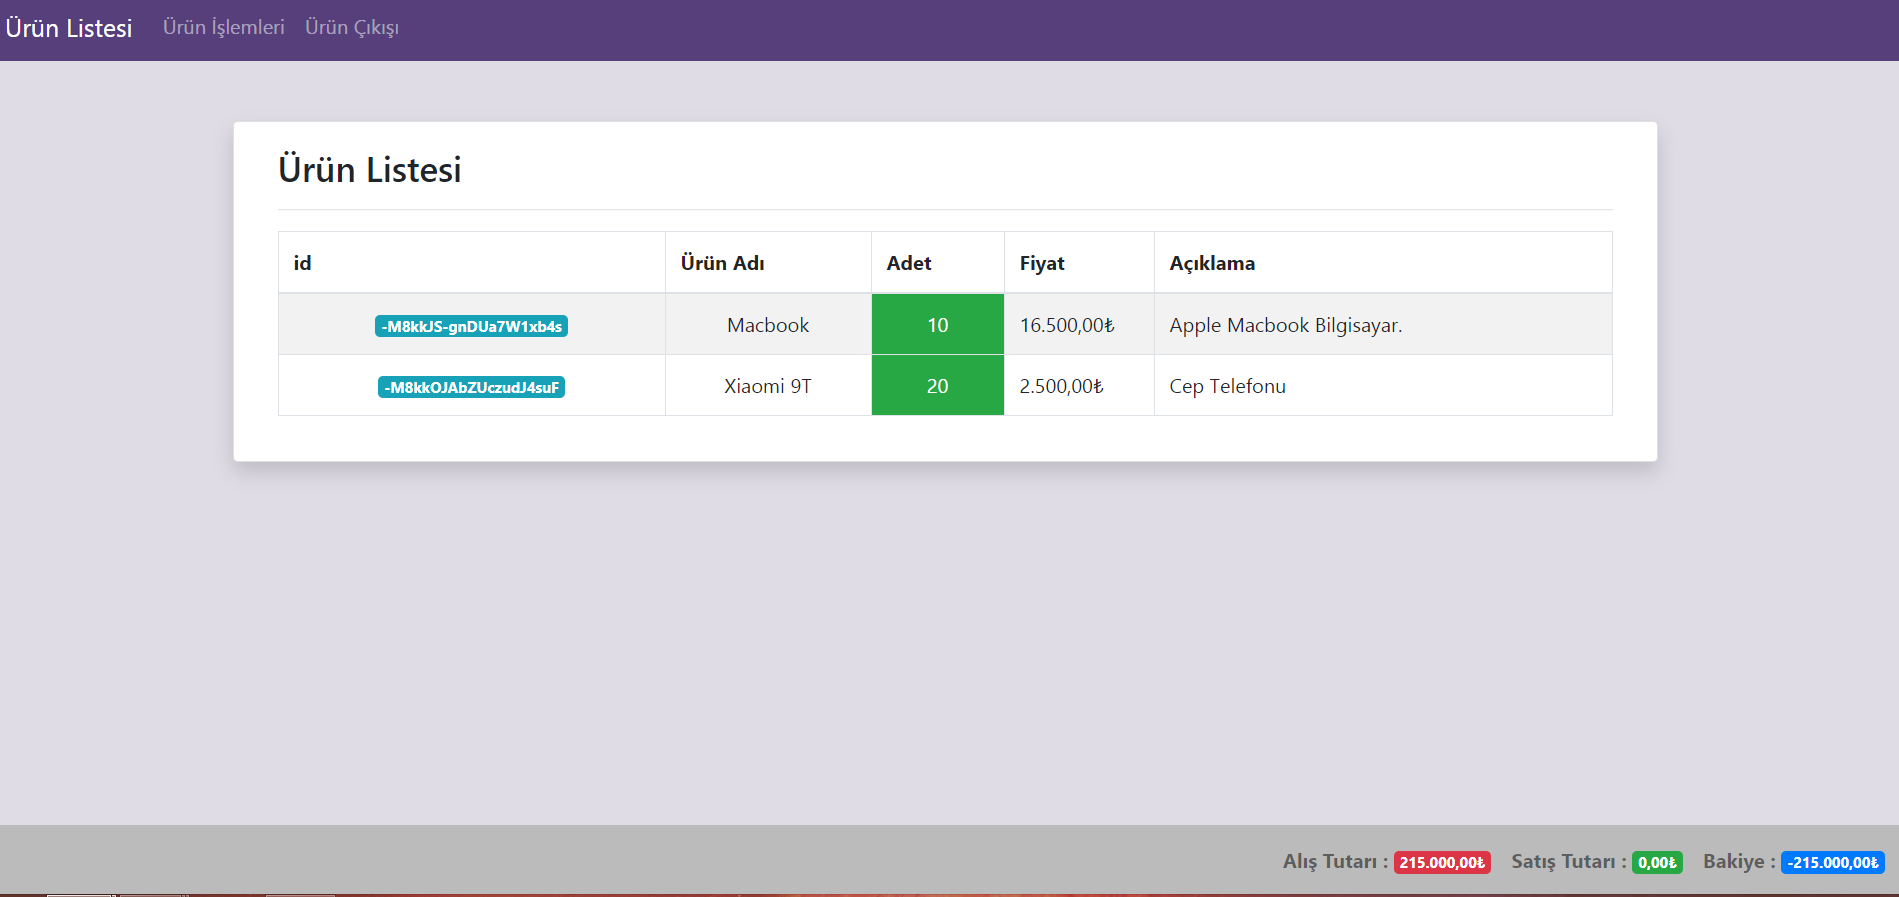 Ürün Listesi Ürün İşlemleri Ürün Çıkışı
Ürün Listesi
id Ürün Adı Adet Fiyat Açıklama
-M8kkJS-gnDUa7W1xb4s Macbook 10 16.500,00₺ Apple Macbook Bilgisayar.
-M8kkOJAbZUczudJ4suF Xiaomi 9T 20 2.500,00₺ Cep Telefonu
Alış Tutarı : 215.000,00₺ Satış Tutarı : 0,00₺ Bakiye : -215.000,00₺